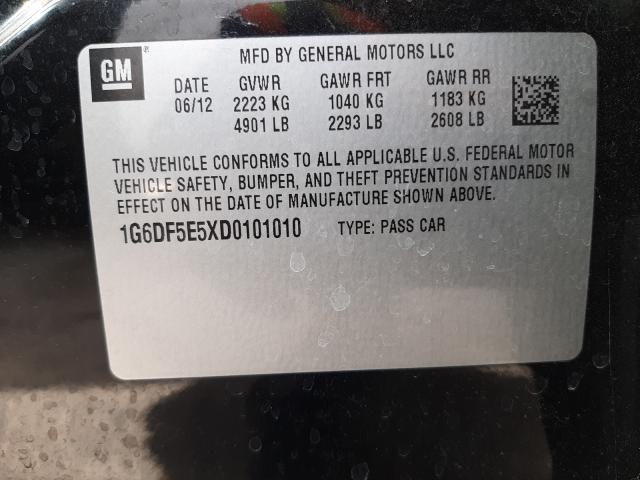 GM ®
MFD BY GENERAL MOTORS LLC
DATE GVWR GAWR FRT GAWR RR
06/12 2223 KG 1040 KG 1183 KG
4901 LB 2293 LB 2608 LB
THIS VEHICLE CONFORMS TO ALL APPLICABLE U.S. FEDERAL MOTOR
VEHICLE SAFETY, BUMPER, AND THEFT PREVENTION STANDARDS IN
EFFECT ON THE DATE OF MANUFACTURE SHOWN ABOVE.
1G6DF5E5XD0101010 TYPE: PASS CAR